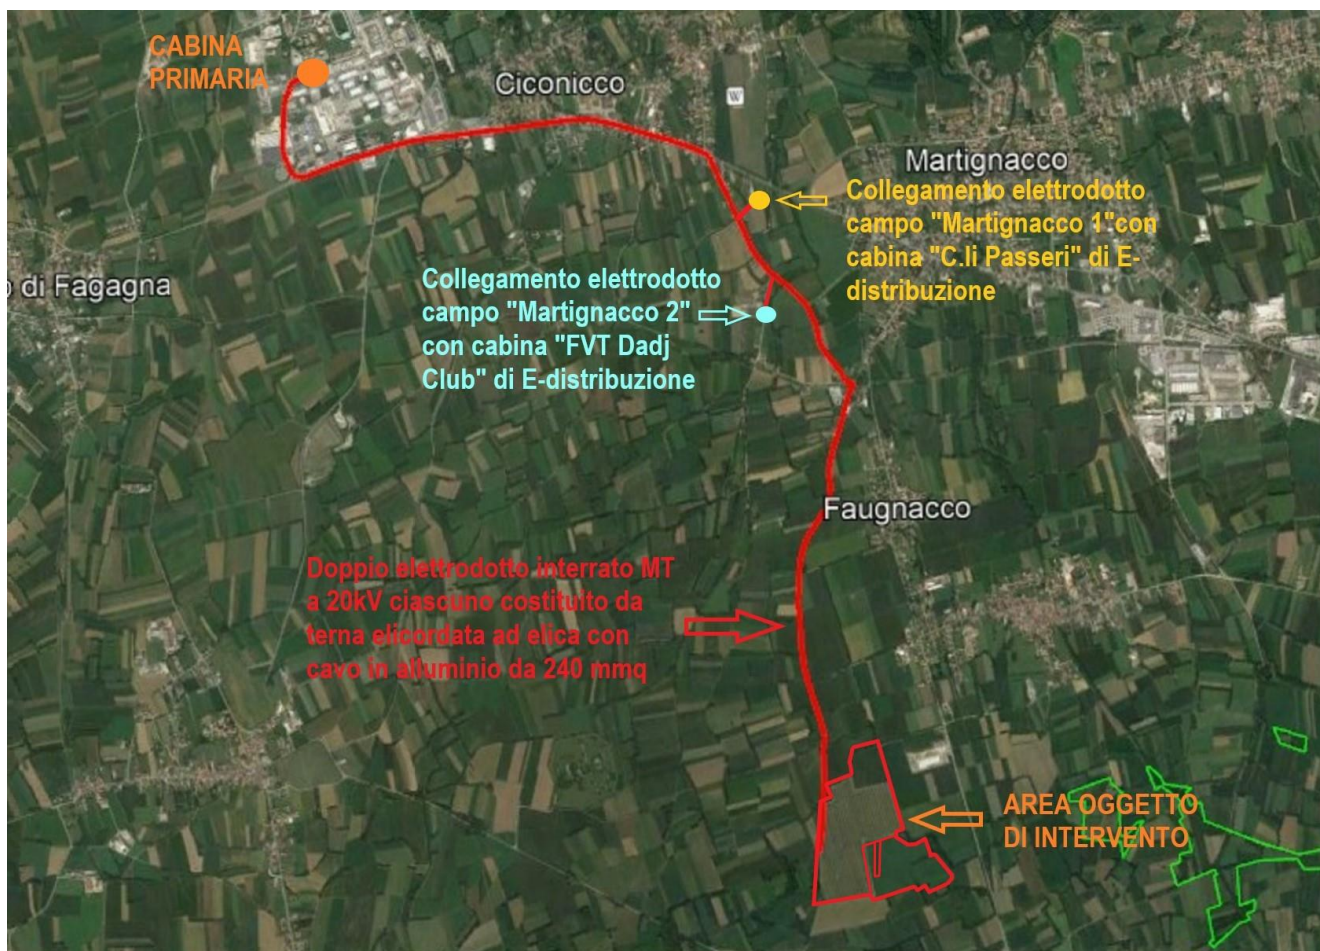 CABINA
PRIMARIA
Ciconicco
W
Martignacco
Collegamento elettrodotto
campo "Martignacco 1"con
cabina "C.li Passeri" di E-
distribuzione
di Fagagna
Collegamento elettrodotto
campo "Martignacco 2"
con cabina "FVT Dadj
Club" di E-distribuzione
Faugnacco
Doppio elettrodotto interrato MT
a 20kV ciascuno costituito da
terna elicordata ad elica con
cavo in alluminio da 240 mmq
AREA OGGETTO
DI INTERVENTO